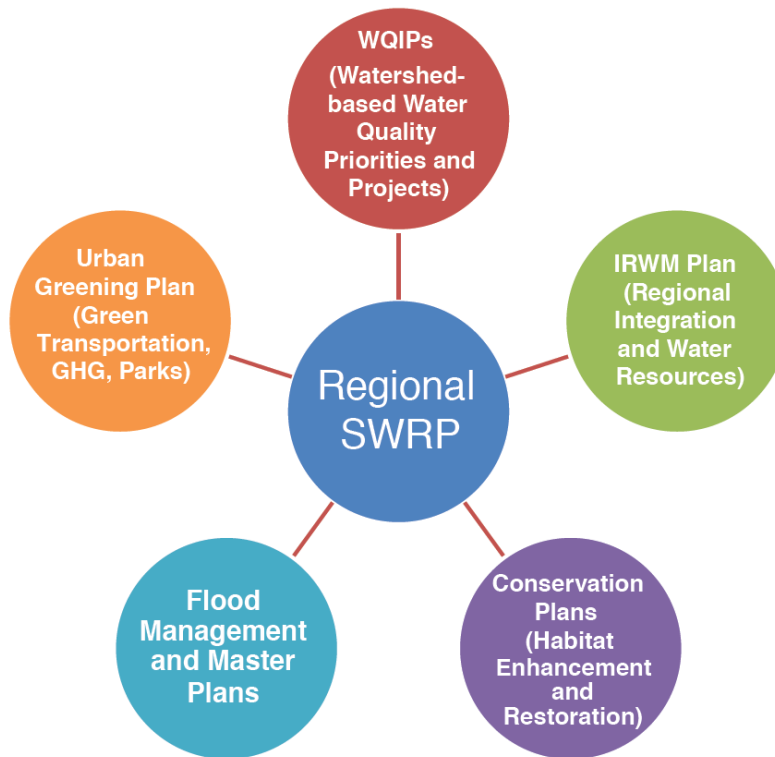 WQIPs
(Watershed-
based Water
Quality
Priorities and
Projects)
Urban
Greening Plan
(Green
Transportation,
GHG, Parks)
IRWM Plan
(Regional
Integration
and Water
Resources)
Regional
SWRP
Flood
Management
and Master
Plans
Conservation
Plans
(Habitat
Enhancement
and
Restoration)